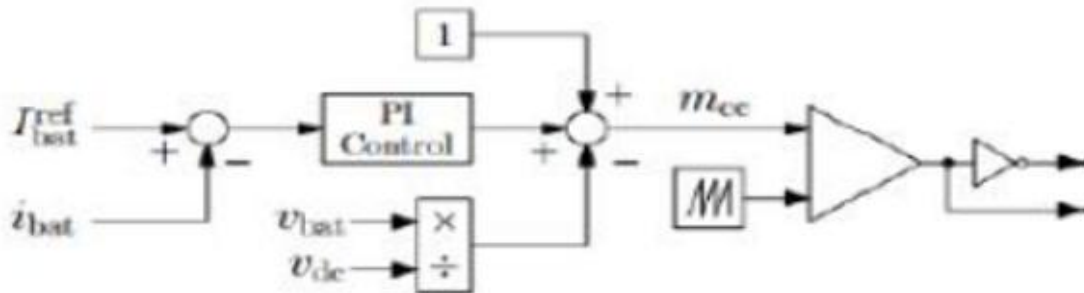 1
I_bat^ref
+
−
PI
Control
+
+
−
m_cc
i_bat
v_bat
×
v_dc
÷